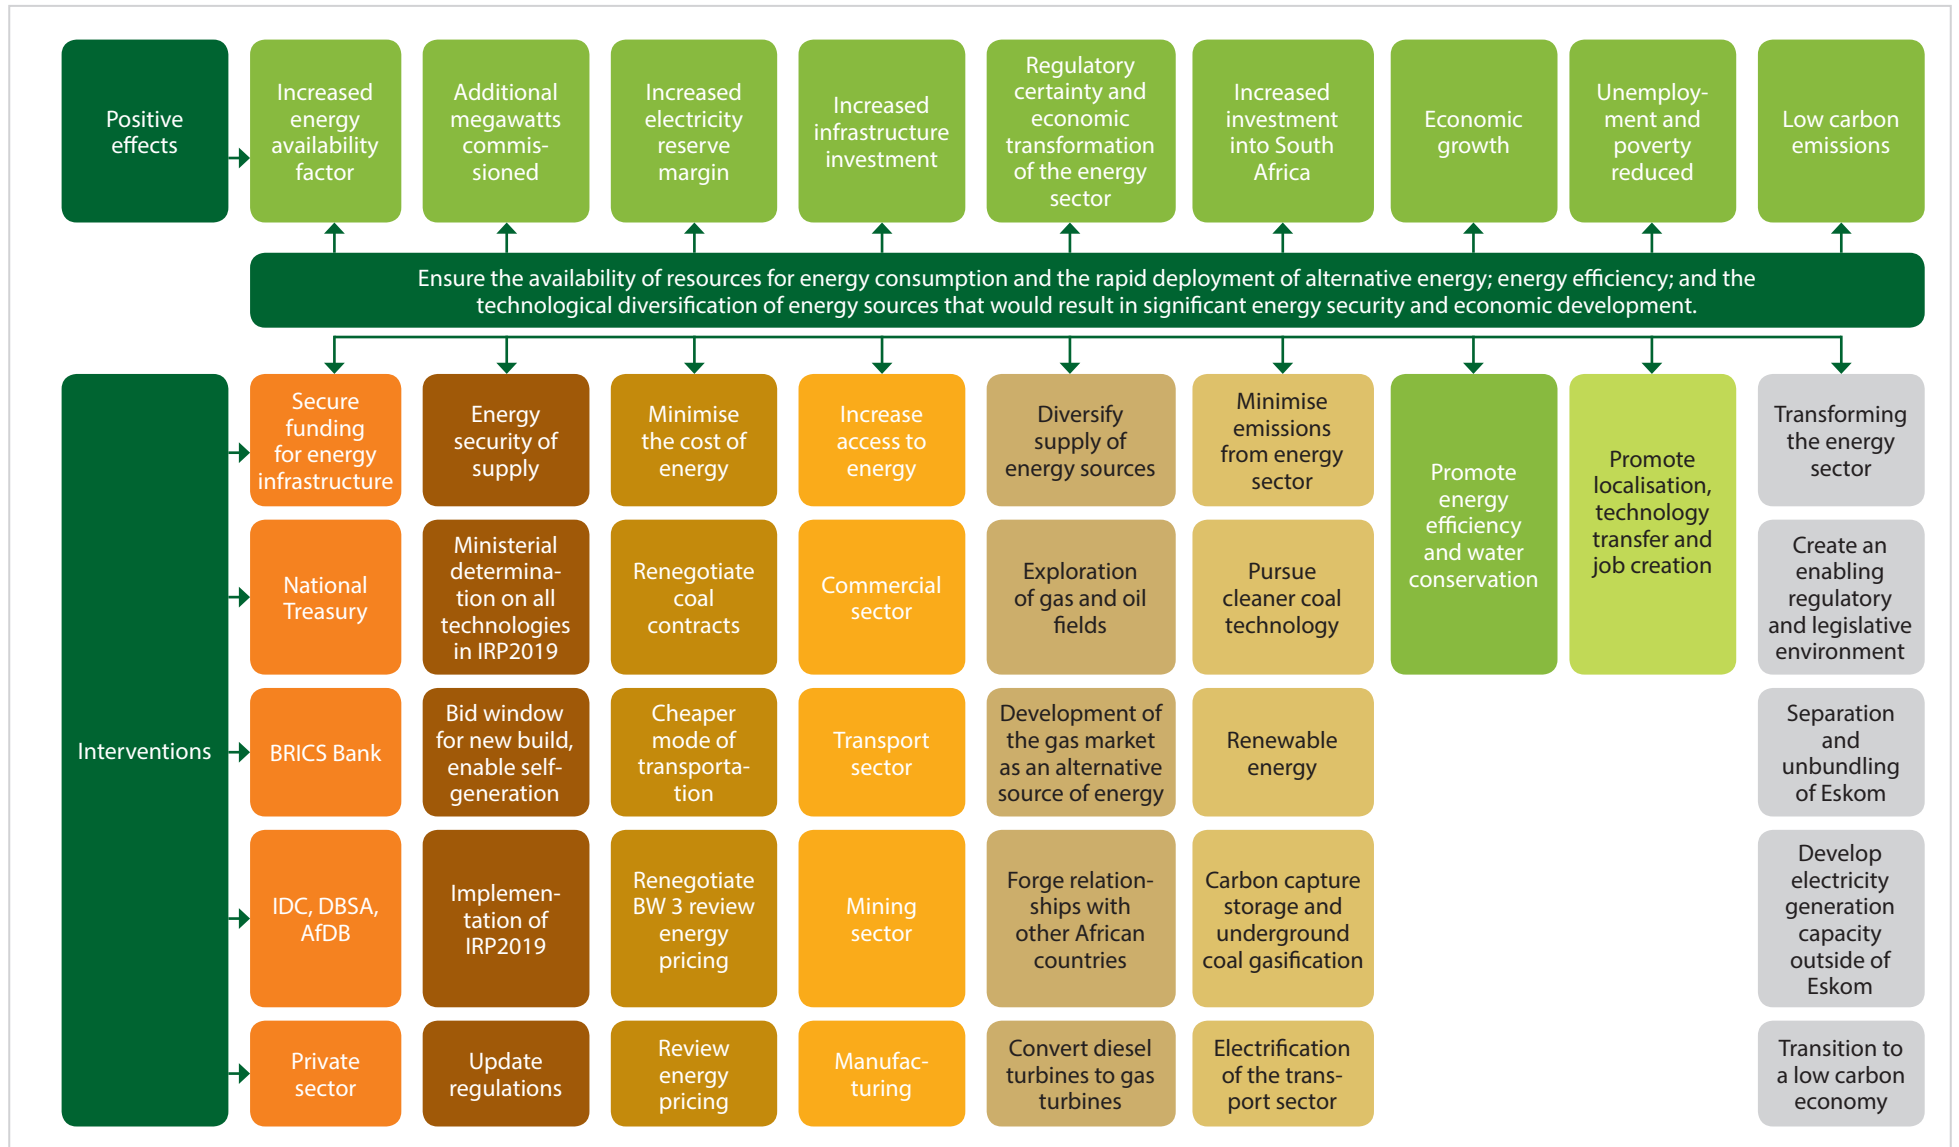 Positive
effects
Increased
energy
availability
factor
Additional
megawatts
commis-
sioned
Increased
electricity
reserve
margin
Increased
infrastructure
investment
Regulatory
certainty and
economic
transformation
of the energy
sector
Increased
investment
into South
Africa
Economic
growth
Unemploy-
ment and
poverty
reduced
Low carbon
emissions
Ensure the availability of resources for energy consumption and the rapid deployment of alternative energy; energy efficiency; and the
technological diversification of energy sources that would result in significant energy security and economic development.
Interventions
Secure
funding
for energy
infrastructure
Energy
security of
supply
Minimise
the cost of
energy
Increase
access to
energy
Diversify
supply of
energy sources
Minimise
emissions
from energy
sector
Promote
energy
efficiency
and water
conservation
Promote
localisation,
technology
transfer and
job creation
Transforming
the energy
sector
National
Treasury
Ministerial
determina-
tion on all
technologies
in IRP2019
Renegotiate
coal
contracts
Commercial
sector
Exploration
of gas and oil
fields
Pursue
cleaner coal
technology
Create an
enabling
regulatory
and legislative
environment
BRICS Bank
Bid window
for new build,
enable self-
generation
Cheaper
mode of
transporta-
tion
Transport
sector
Development of
the gas market
as an alternative
source of energy
Renewable
energy
Separation
and
unbundling
of Eskom
IDC, DBSA,
AfDB
Implemen-
tation of
IRP2019
Renegotiate
BW 3 review
energy
pricing
Mining
sector
Forge relation-
ships with
other African
countries
Carbon capture
storage and
underground
coal gasification
Develop
electricity
generation
capacity
outside of
Eskom
Private
sector
Update
regulations
Review
energy
pricing
Manufac-
turing
Convert diesel
turbines to gas
turbines
Electrification
of the trans-
port sector
Transition to
a low carbon
economy